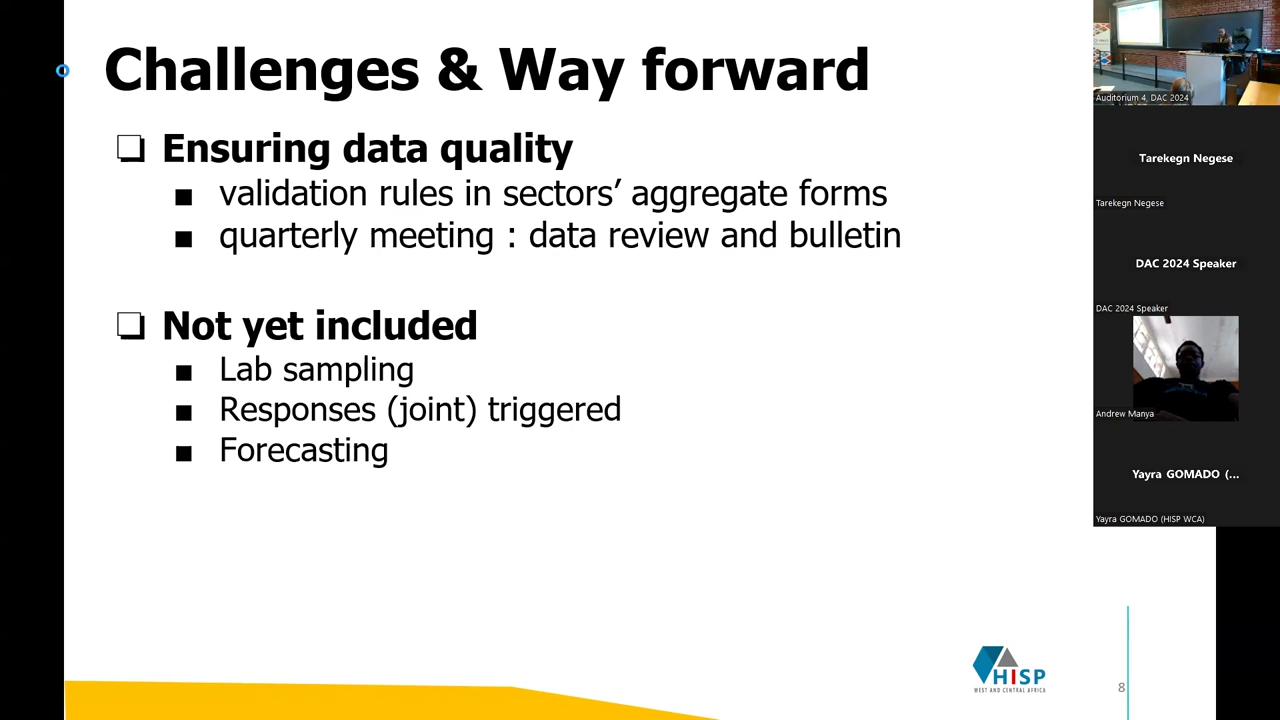 Challenges & Way forward
❏ Ensuring data quality
■ validation rules in sectors’ aggregate forms
■ quarterly meeting : data review and bulletin
❏ Not yet included
■ Lab sampling
■ Responses (joint) triggered
■ Forecasting
HISP
WEST AND CENTRAL AFRICA
8
Auditorium 4, DAC 2024
Tarekegn Negese
Tarekegn Negese
DAC 2024 Speaker
DAC 2024 Speaker
Andrew Manya
Yayra GOMADO (...
Yayra GOMADO (HISP WCA)